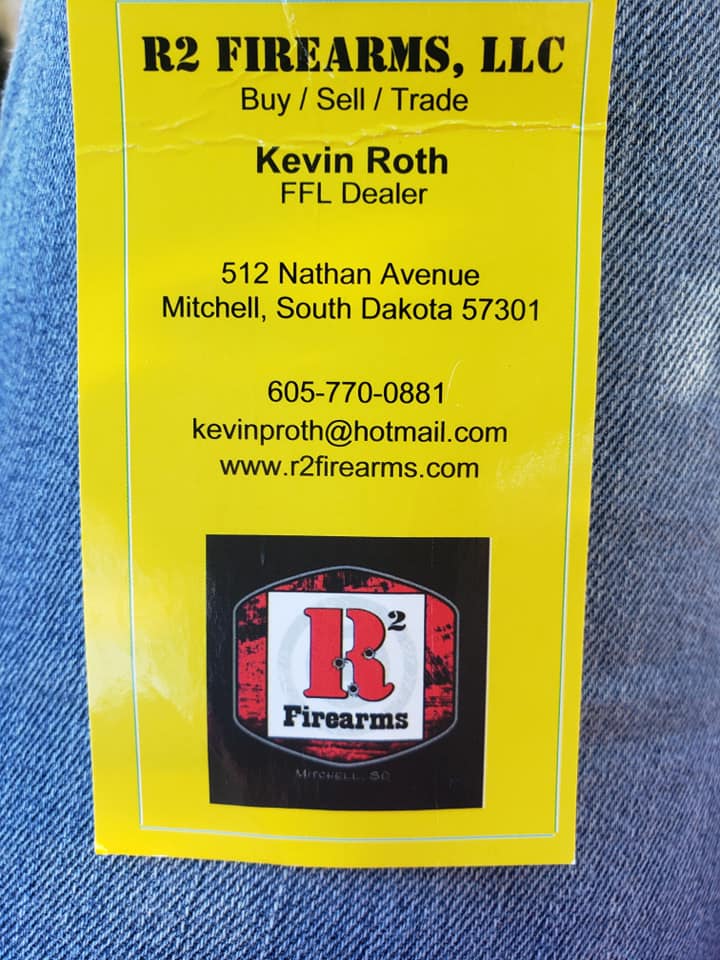 R2 FIREARMS, LLC
Buy / Sell / Trade
Kevin Roth
FFL Dealer
512 Nathan Avenue
Mitchell, South Dakota 57301
605-770-0881
kevinproth@hotmail.com
www.r2firearms.com
R2
Firearms
MITCHELL, SD